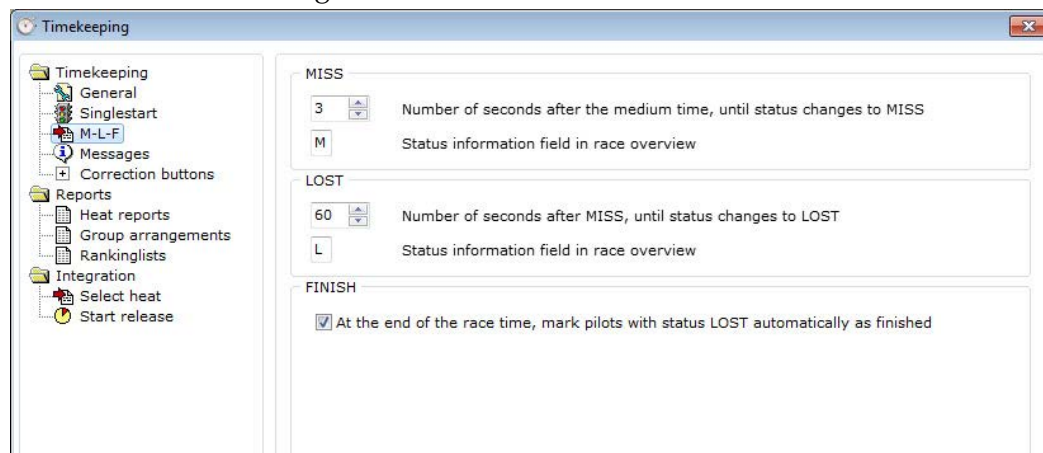 Timekeeping
Timekeeping
General
Singlestart
M-L-F
Messages
Correction buttons
Reports
Heat reports
Group arrangements
Rankinglists
Integration
Select heat
Start release
MISS
3 Number of seconds after the medium time, until status changes to MISS
M Status information field in race overview
LOST
60 Number of seconds after MISS, until status changes to LOST
L Status information field in race overview
FINISH
At the end of the race time, mark pilots with status LOST automatically as finished